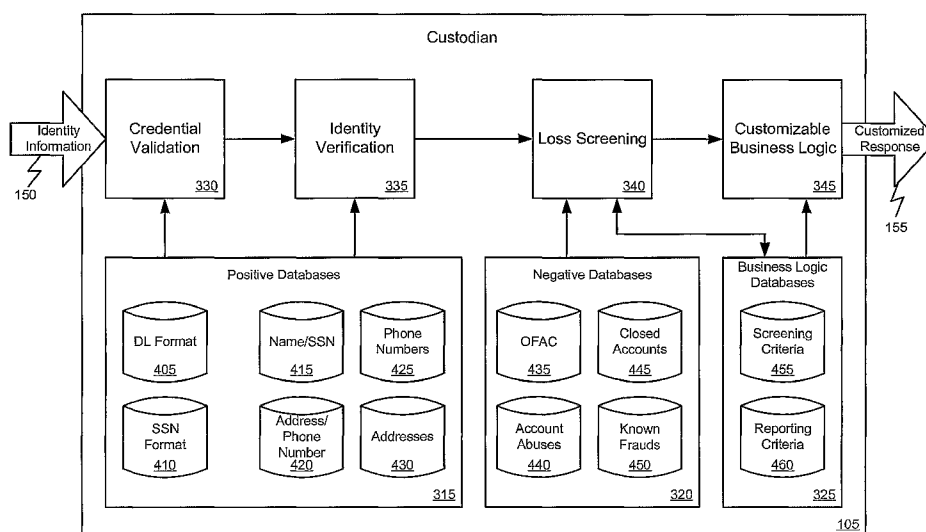 Custodian
Identity
Information
150
Credential
Validation
330
Identity
Verification
335
Loss Screening
340
Customizable
Business Logic
345
Customized
Response
155
Positive Databases
DL Format
405
Name/SSN
415
Phone
Numbers
425
SSN
Format
410
Address/
Phone
Number
420
Addresses
430
315
Negative Databases
OFAC
435
Closed
Accounts
445
Account
Abuses
440
Known
Frauds
450
320
Business Logic
Databases
Screening
Criteria
455
Reporting
Criteria
460
325
105